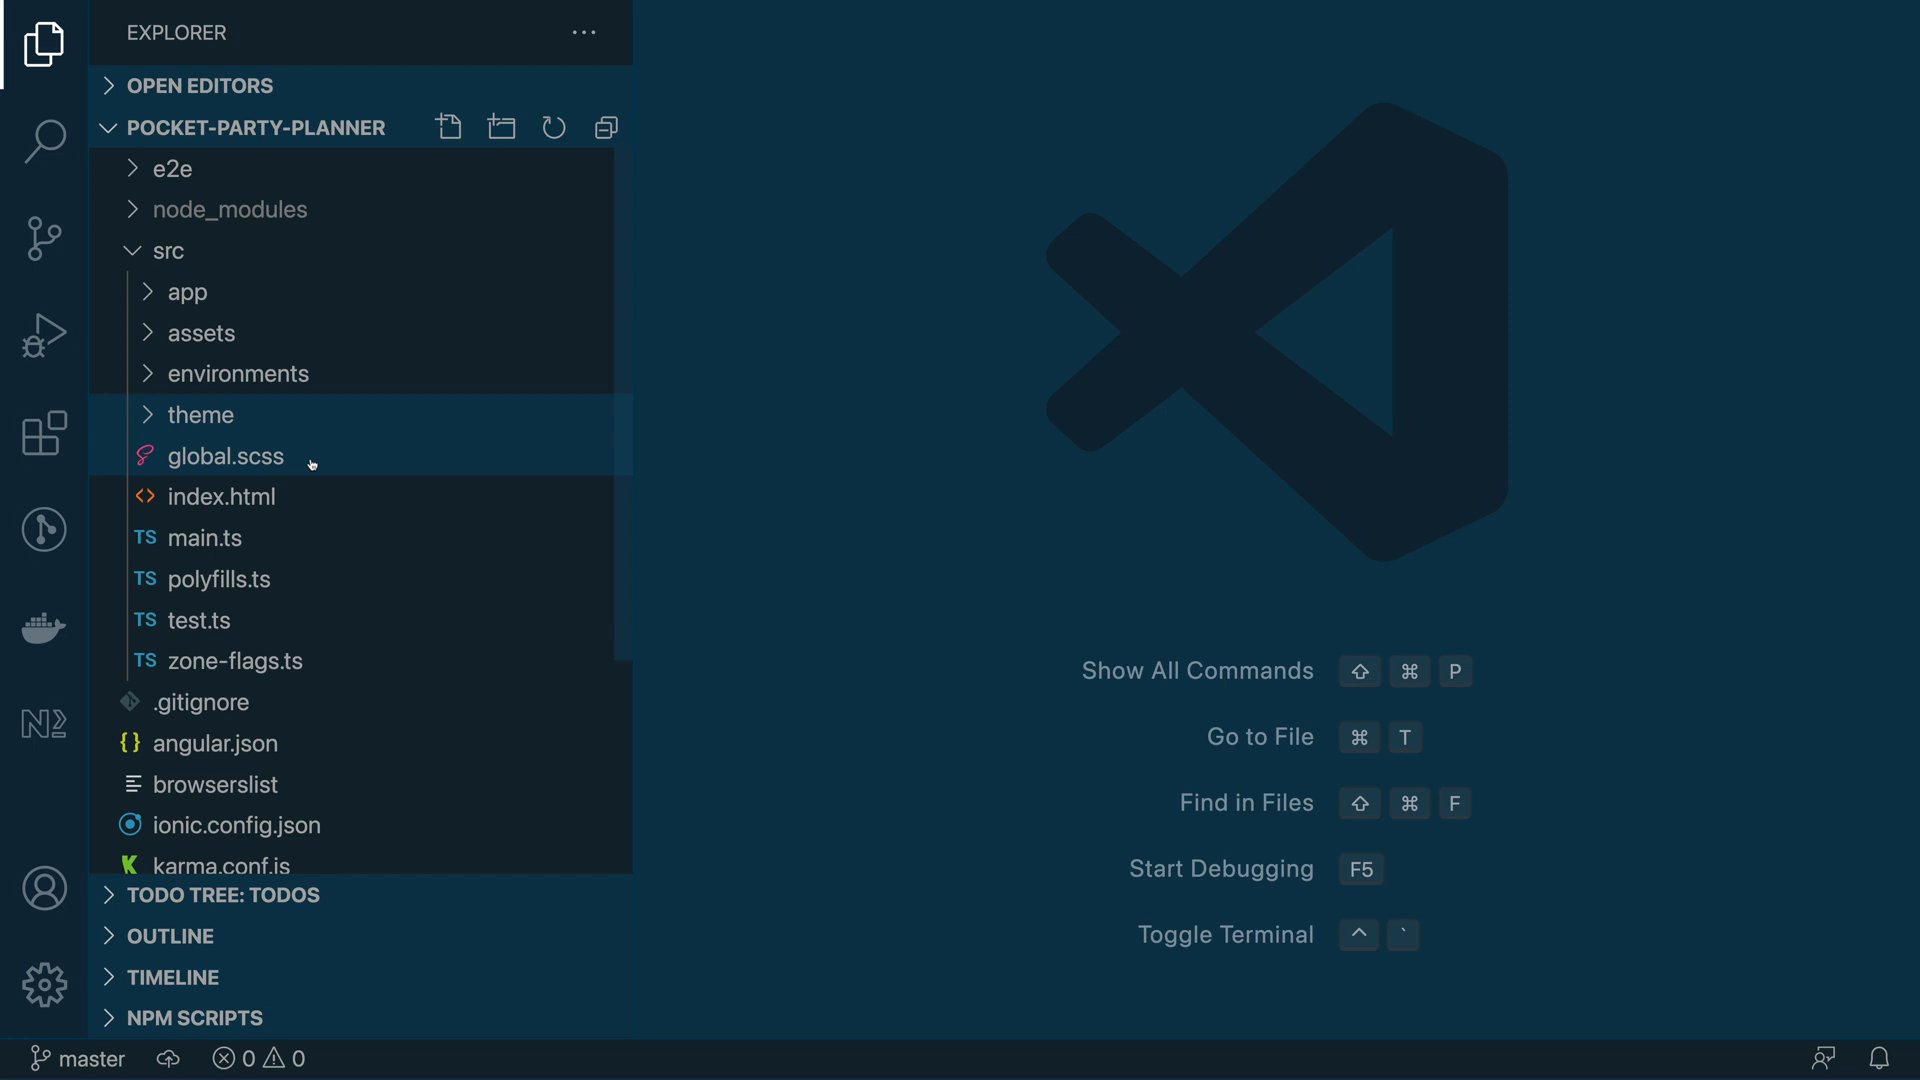 EXPLORER
OPEN EDITORS
POCKET-PARTY-PLANNER
e2e
node_modules
src
app
assets
environments
theme
global.scss
index.html
TS main.ts
TS polyfills.ts
TS test.ts
TS zone-flags.ts
.gitignore
{} angular.json
browserslist
ionic.config.json
karma.conf.js
TODO TREE: TODOS
OUTLINE
TIMELINE
NPM SCRIPTS
Show All Commands ⇧ ⌘ P
Go to File ⌘ T
Find in Files ⇧ ⌘ F
Start Debugging F5
Toggle Terminal ^ `
master 0 0